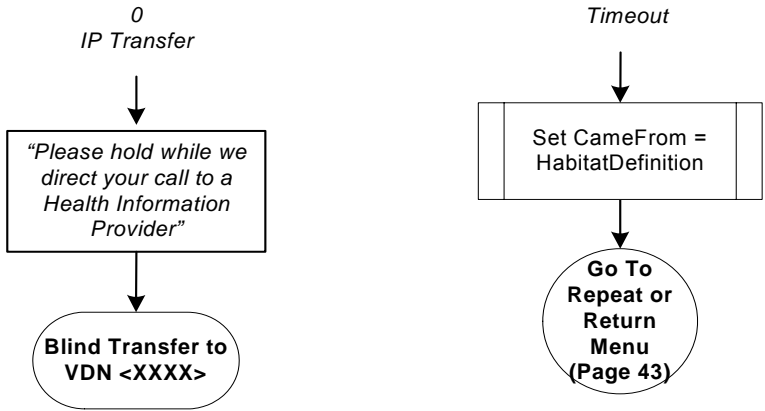 0
IP Transfer
“Please hold while we
direct your call to a
Health Information
Provider”
Blind Transfer to
VDN <XXXX>
Timeout
Set CameFrom =
HabitatDefinition
Go To
Repeat or
Return
Menu
(Page 43)